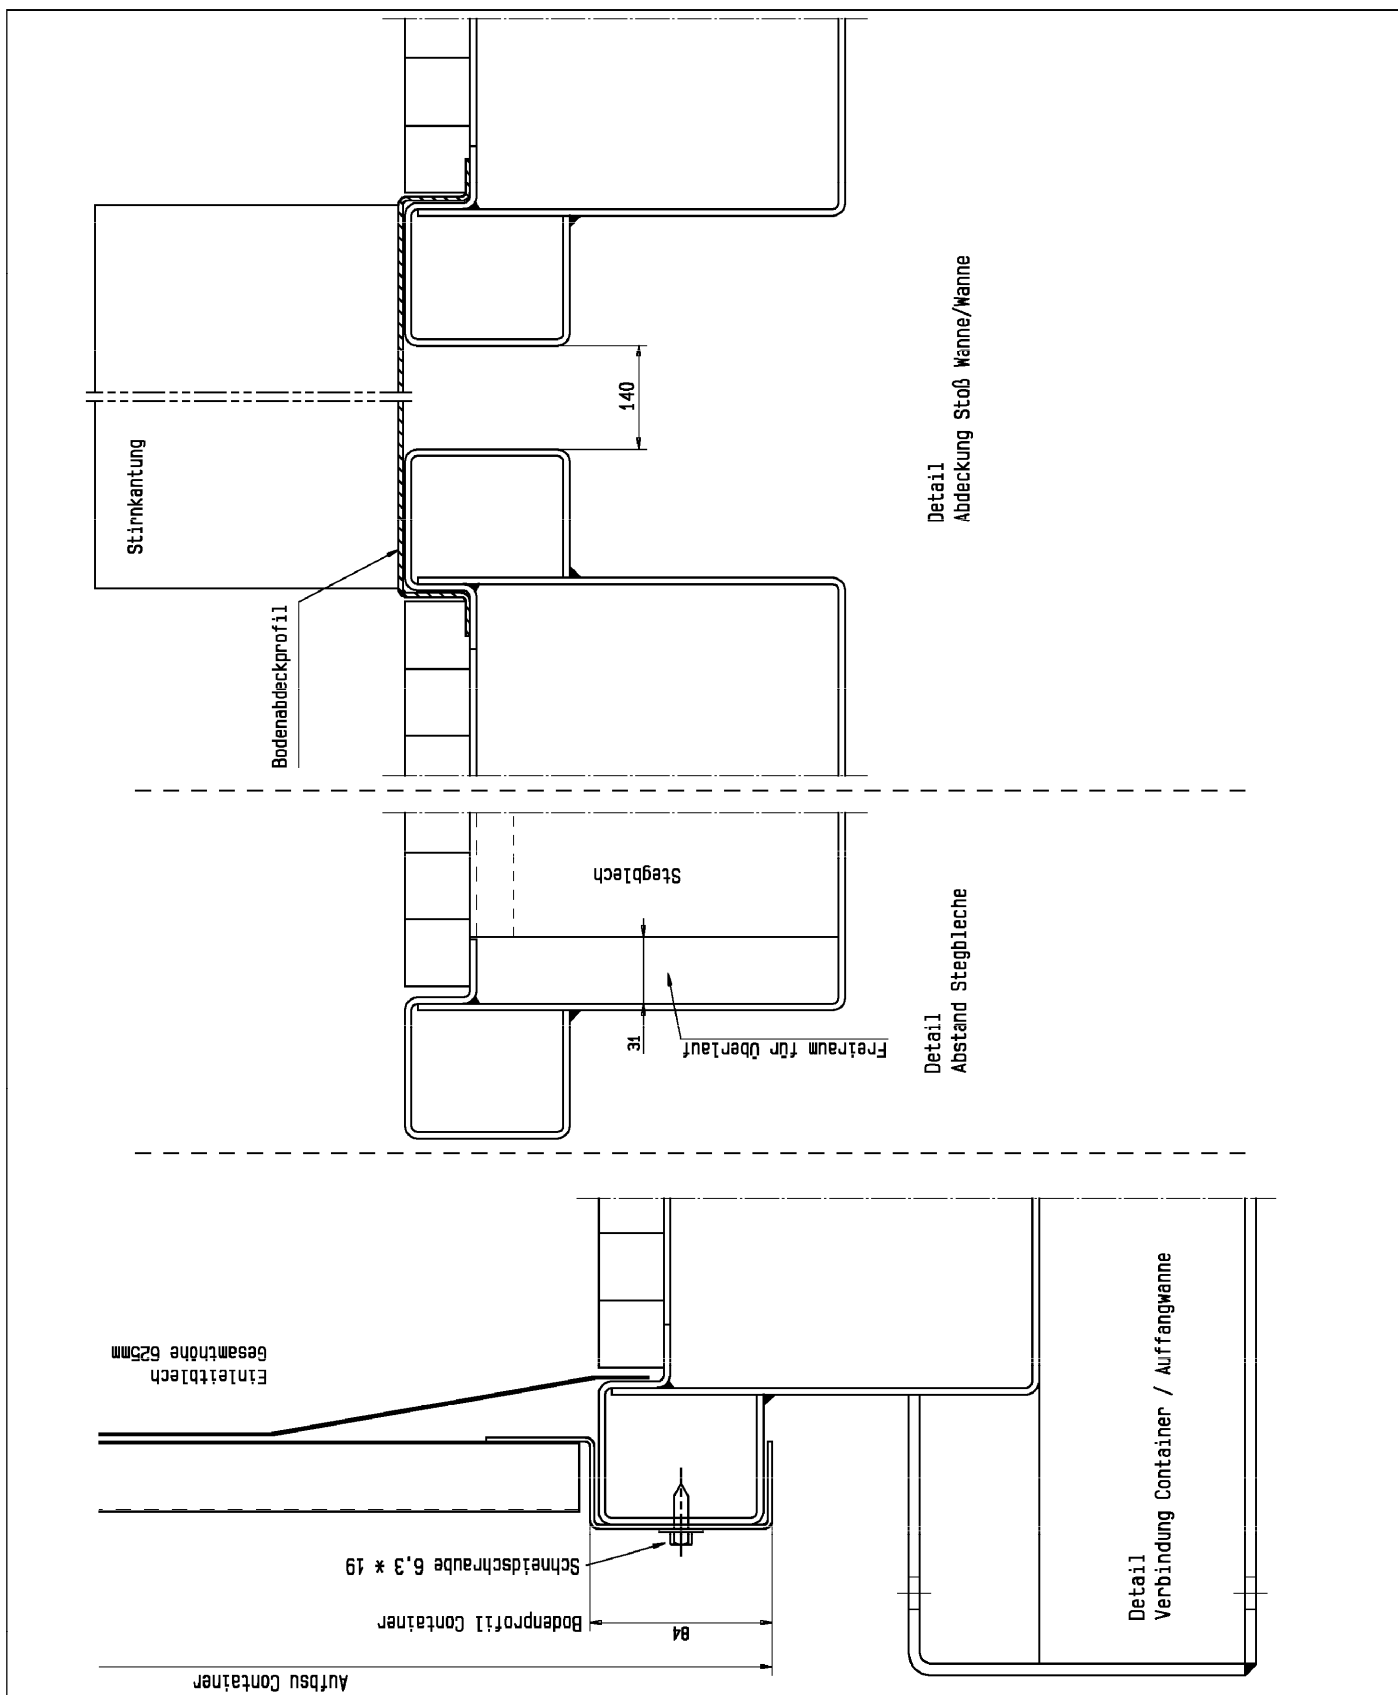 Stirnkantung
Bodenabdeckprofil
140
Detail
Abdeckung Stoß Wanne/Wanne
Stegblech
31
Freiraum für Überlauf
Detail
Abstand Stegbleche
Einleitblech
Gesamthöhe 625mm
Schneidschraube 6,3 * 19
Bodenprofil Container
84
Aufbsu Container
Detail
Verbindung Container / Auffangwanne